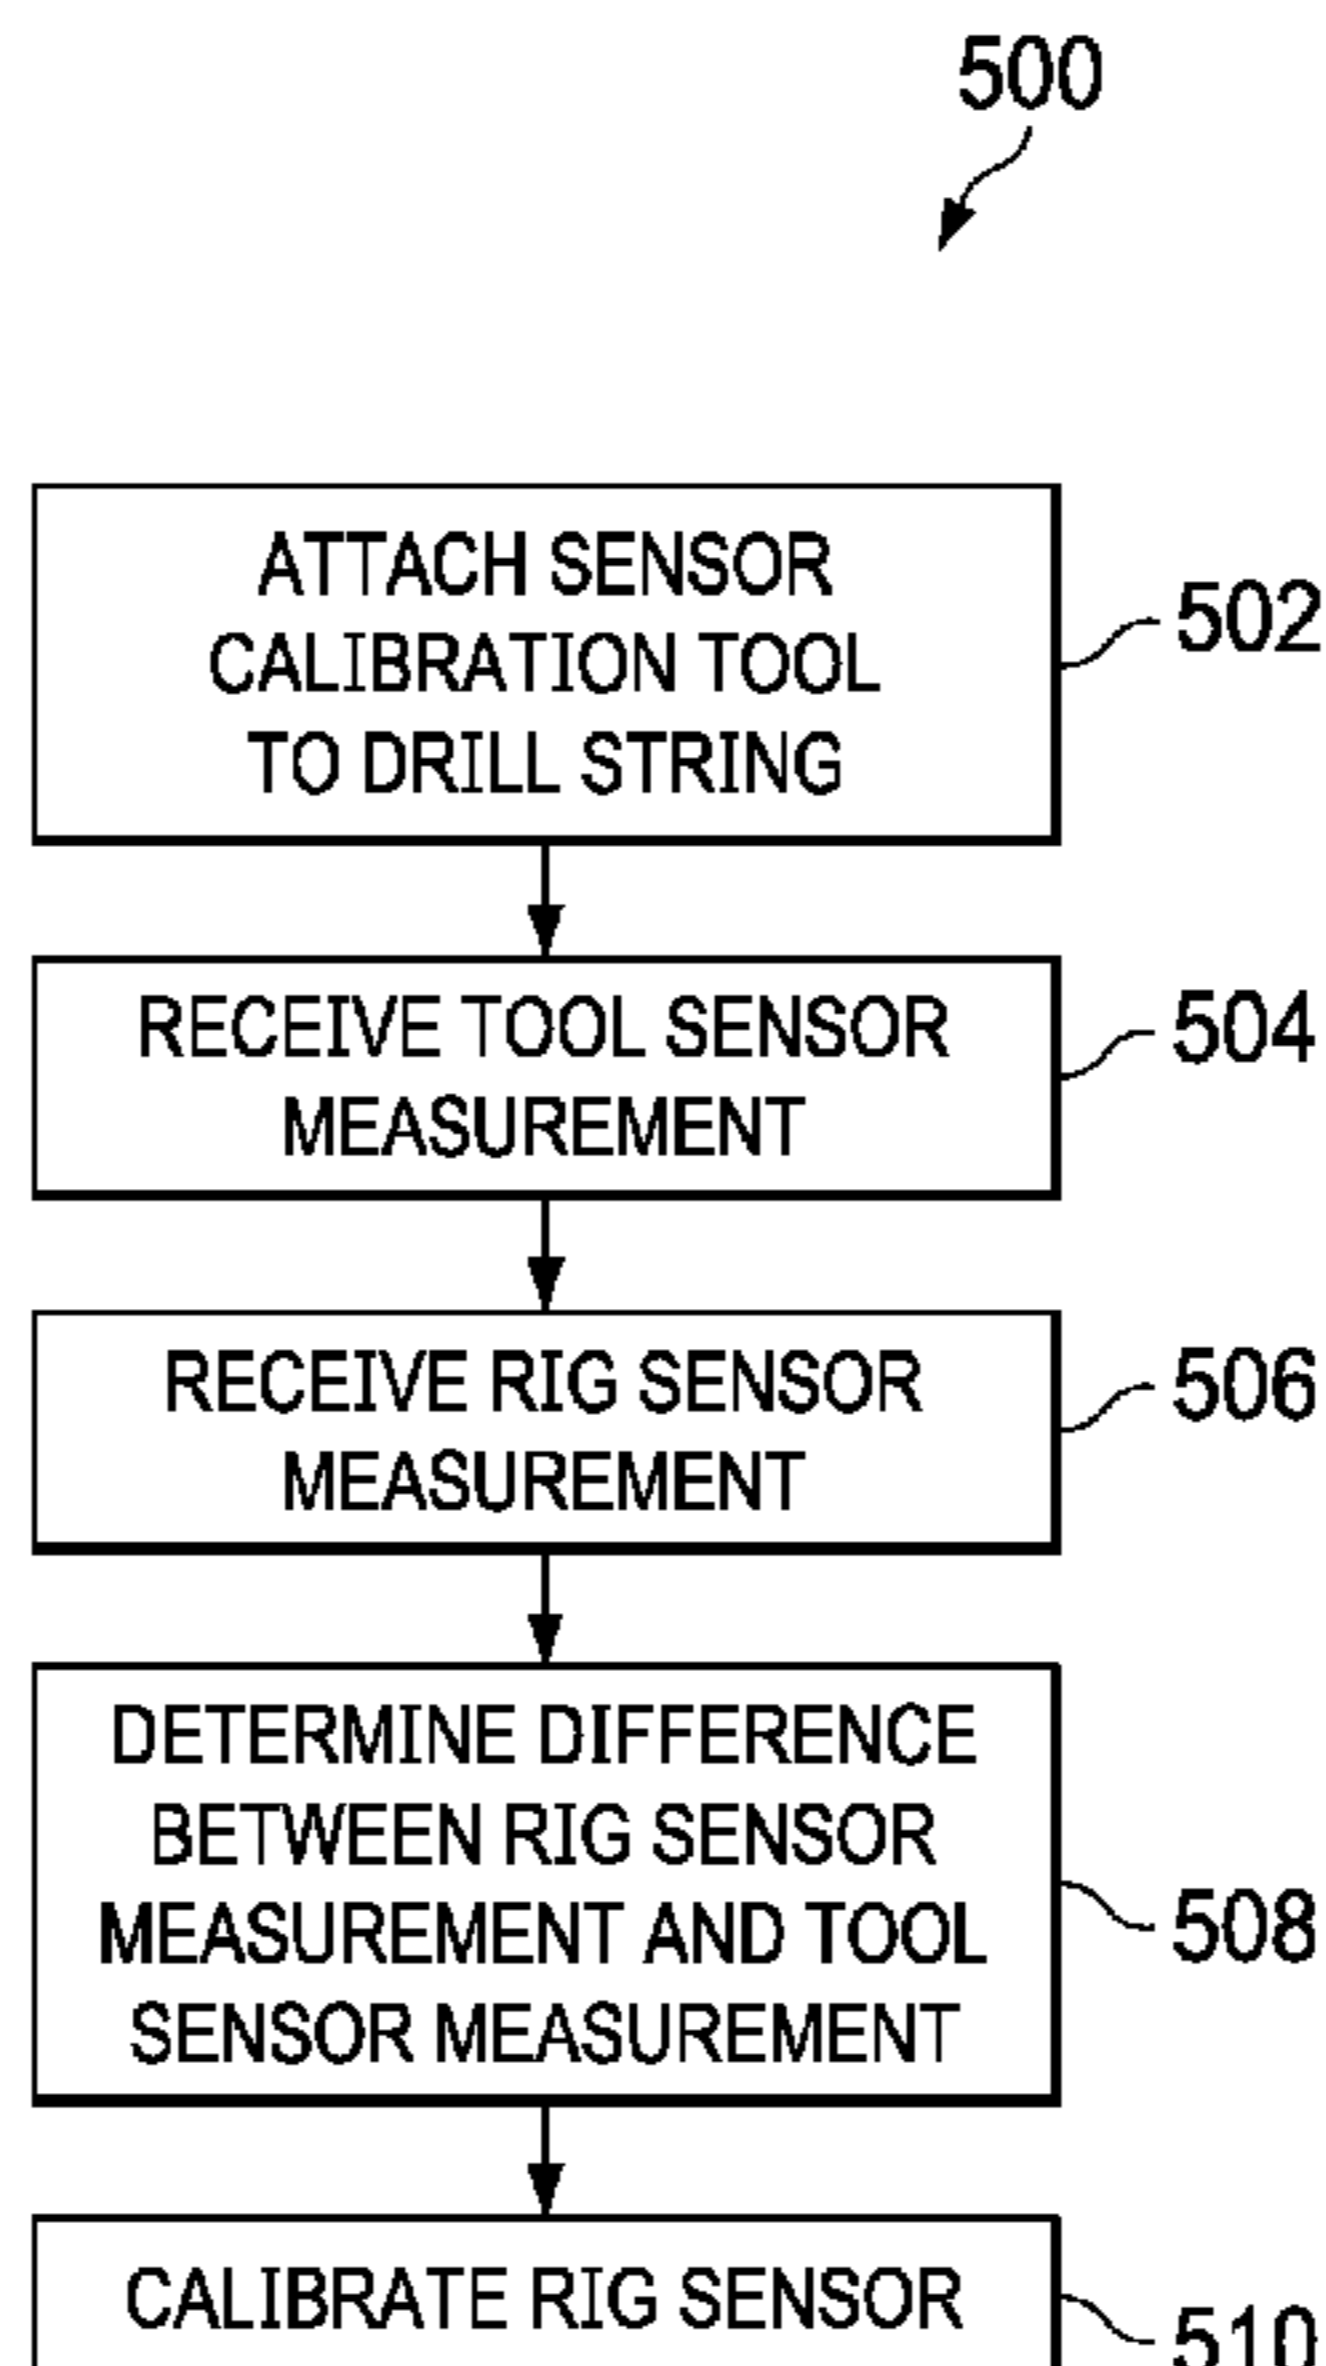 500
ATTACH SENSOR
CALIBRATION TOOL
TO DRILL STRING
502
RECEIVE TOOL SENSOR
MEASUREMENT
504
RECEIVE RIG SENSOR
MEASUREMENT
506
DETERMINE DIFFERENCE
BETWEEN RIG SENSOR
MEASUREMENT AND TOOL
SENSOR MEASUREMENT
508
CALIBRATE RIG SENSOR
510